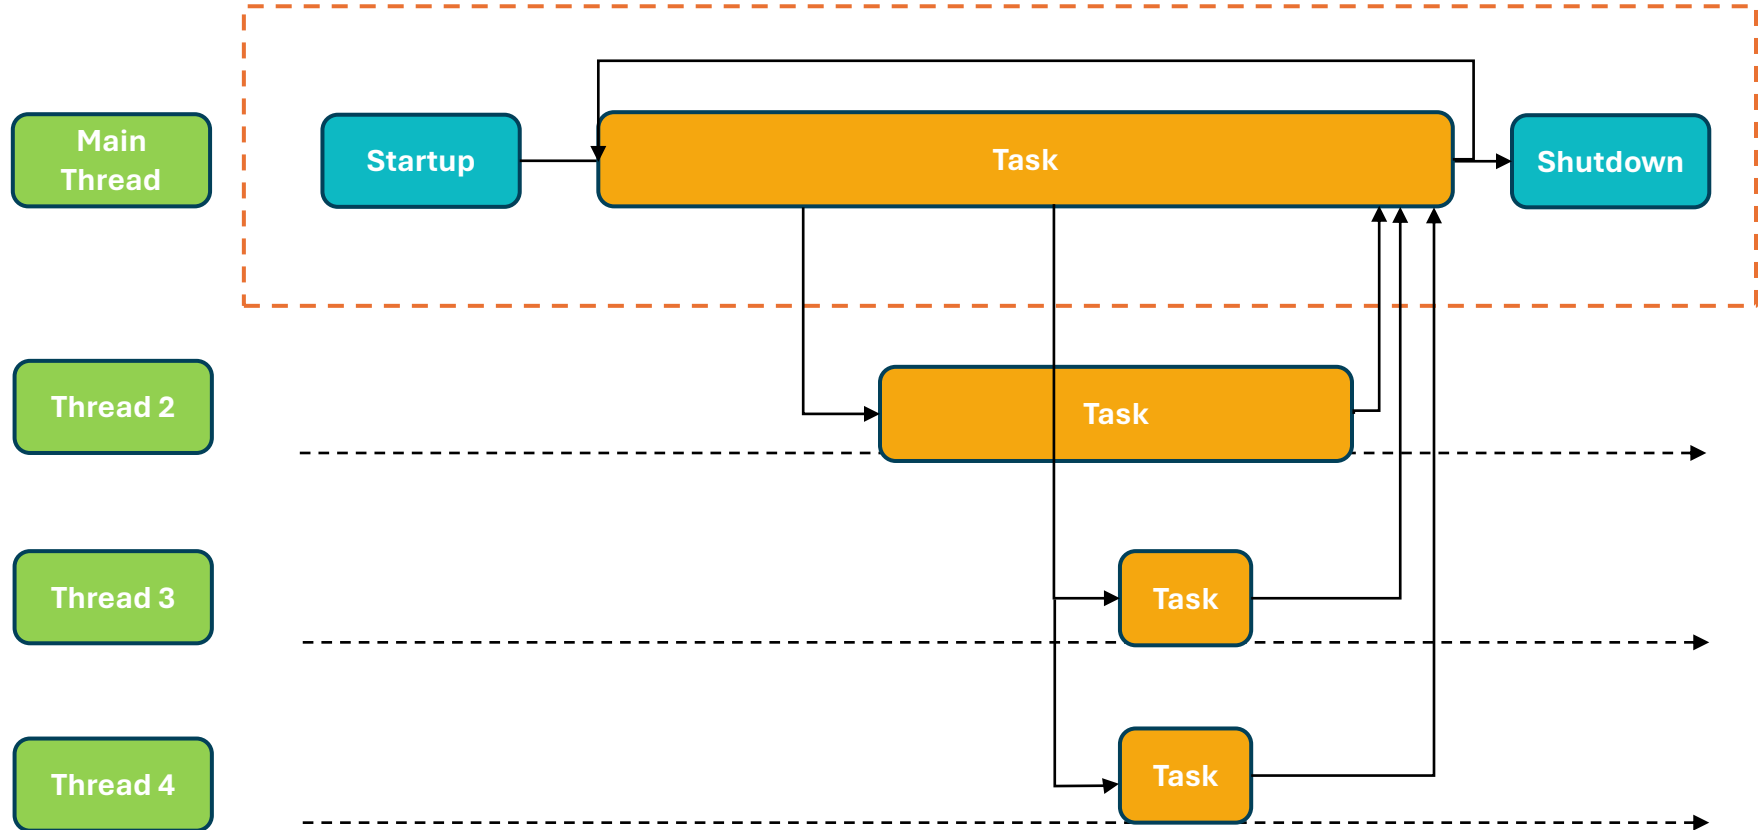 Main
Thread
Startup
Task
Shutdown
Thread 2
Task
Thread 3
Task
Thread 4
Task